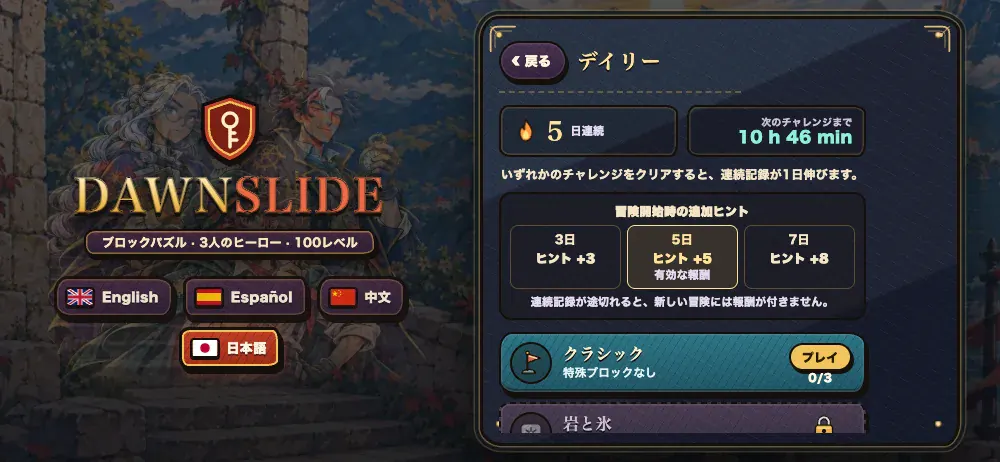 DAWNSLIDE
ブロックパズル · 3人のヒーロー · 100レベル
English
Español
中文
日本語
戻る
デイリー
5 日連続
次のチャレンジまで
10 h 46 min
いずれかのチャレンジをクリアすると、連続記録が1日伸びます。
冒険開始時の追加ヒント
3日
ヒント +3
5日
ヒント +5
有効な報酬
7日
ヒント +8
連続記録が途切れると、新しい冒険には報酬が付きません。
クラシック
特殊ブロックなし
プレイ
0/3
岩と氷